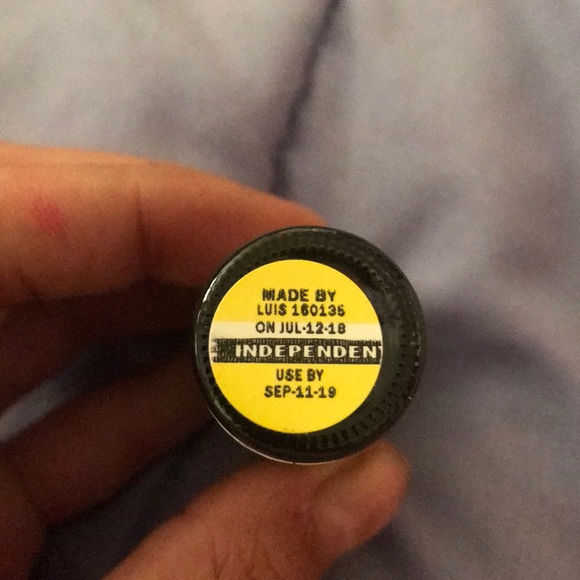 MADE BY
LUIS 160135
ON JUL-12-18
INDEPENDEN
USE BY
SEP-11-19